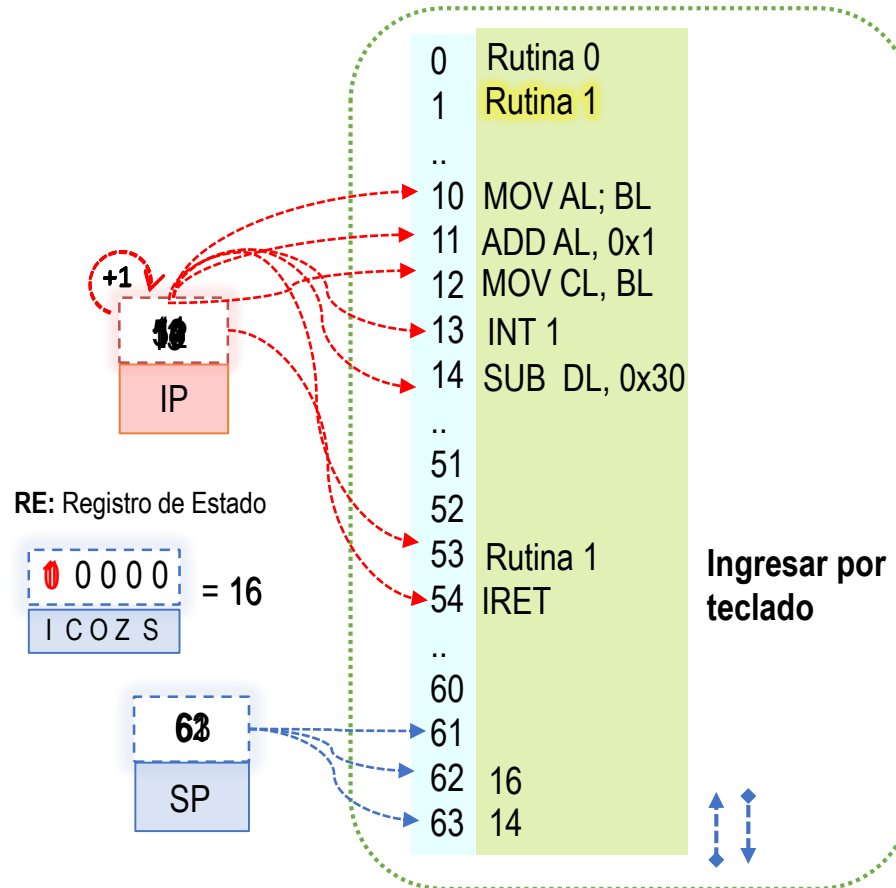 0 Rutina 0
1 Rutina 1
..
10 MOV AL; BL
11 ADD AL, 0x1
12 MOV CL, BL
13 INT 1
14 SUB DL, 0x30
..
51
52
53 Rutina 1
54 IRET
..
60
61
62 16
63 14
+1
IP
RE: Registro de Estado
0 0 0 0 = 16
I C O Z S
SP
Ingresar por
teclado